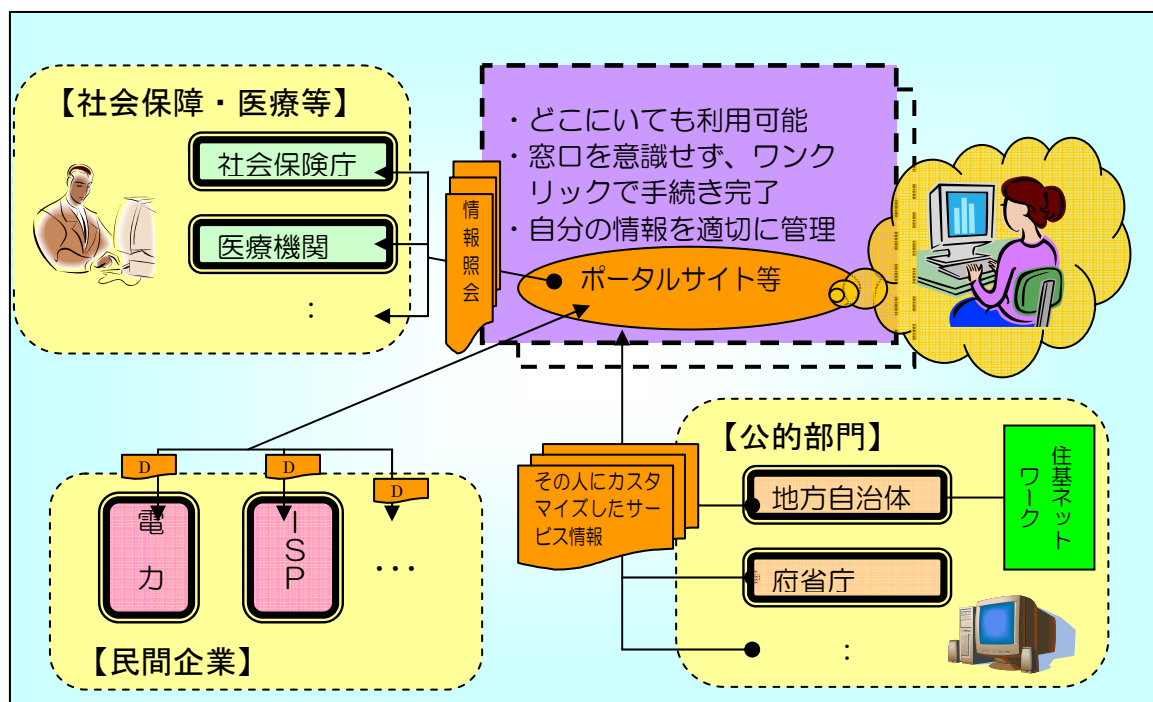 【社会保障・医療等】
社会保険庁
医療機関
:
・どこにいても利用可能
・窓口を意識せず、ワンク
リックで手続き完了
・自分の情報を適切に管理
情報照会
ポータルサイト等
D
D
D
電力
ISP
・・・
【民間企業】
その人にカスタ
マイズしたサー
ビス情報
【公的部門】
地方自治体
府省庁
:
住基ネット
ワーク